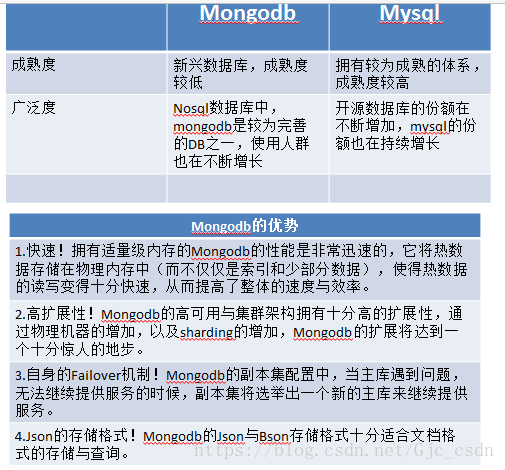 Mongodb Mysql
成熟度 新兴数据库，成熟度 拥有较为成熟的体系，
较低 成熟度较高
广泛度 Nosql数据库中， 开源数据库的份额在
mongodb是较为完善 不断增加，mysql的份
的DB之一，使用人群 额也在持续增长
也在不断增长
Mongodb的优势
1.快速！拥有适量级内存的Mongodb的性能是非常迅速的，它将热数
据存储在物理内存中（而不仅仅是索引和少部分数据），使得热数据
的读写变得十分快速，从而提高了整体的速度与效率。
2.高扩展性！Mongodb的高可用与集群架构拥有十分高的扩展性，通
过物理机器的增加，以及sharding的增加，Mongodb的扩展将达到一
个十分惊人的地步。
3.自身的Failover机制！Mongodb的副本集配置中，当主库遇到问题，
无法继续提供服务的时候，副本集将选举出一个新的主库来继续提供
服务。
4.Json的存储格式！Mongodb的Json与Bson存储格式十分适合文档格
式的存储与查询。
https://blog.csdn.net/Gjc_csdn